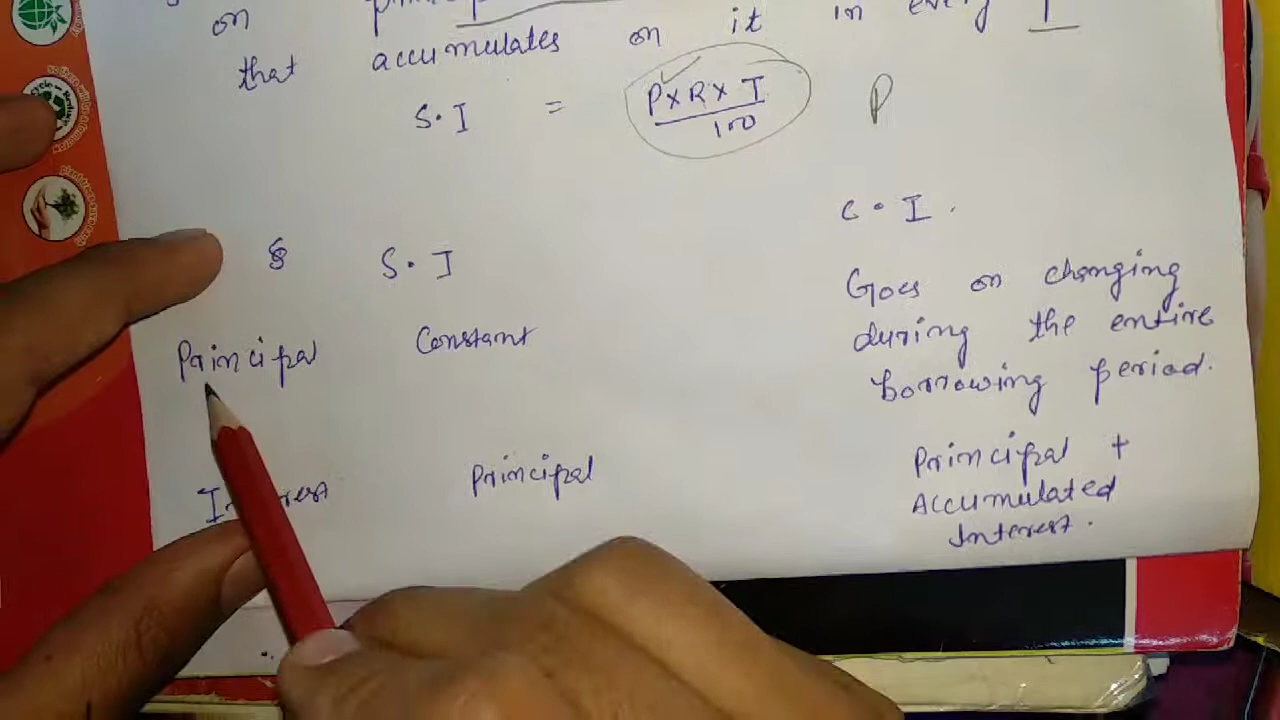 on
that accumulates on it in every
S.I = P x R x T / 100 P
S.I C.I.
Principal Constant Goes on changing
during the entire
borrowing period.
Interest Principal Principal +
Accumulated
Interest.